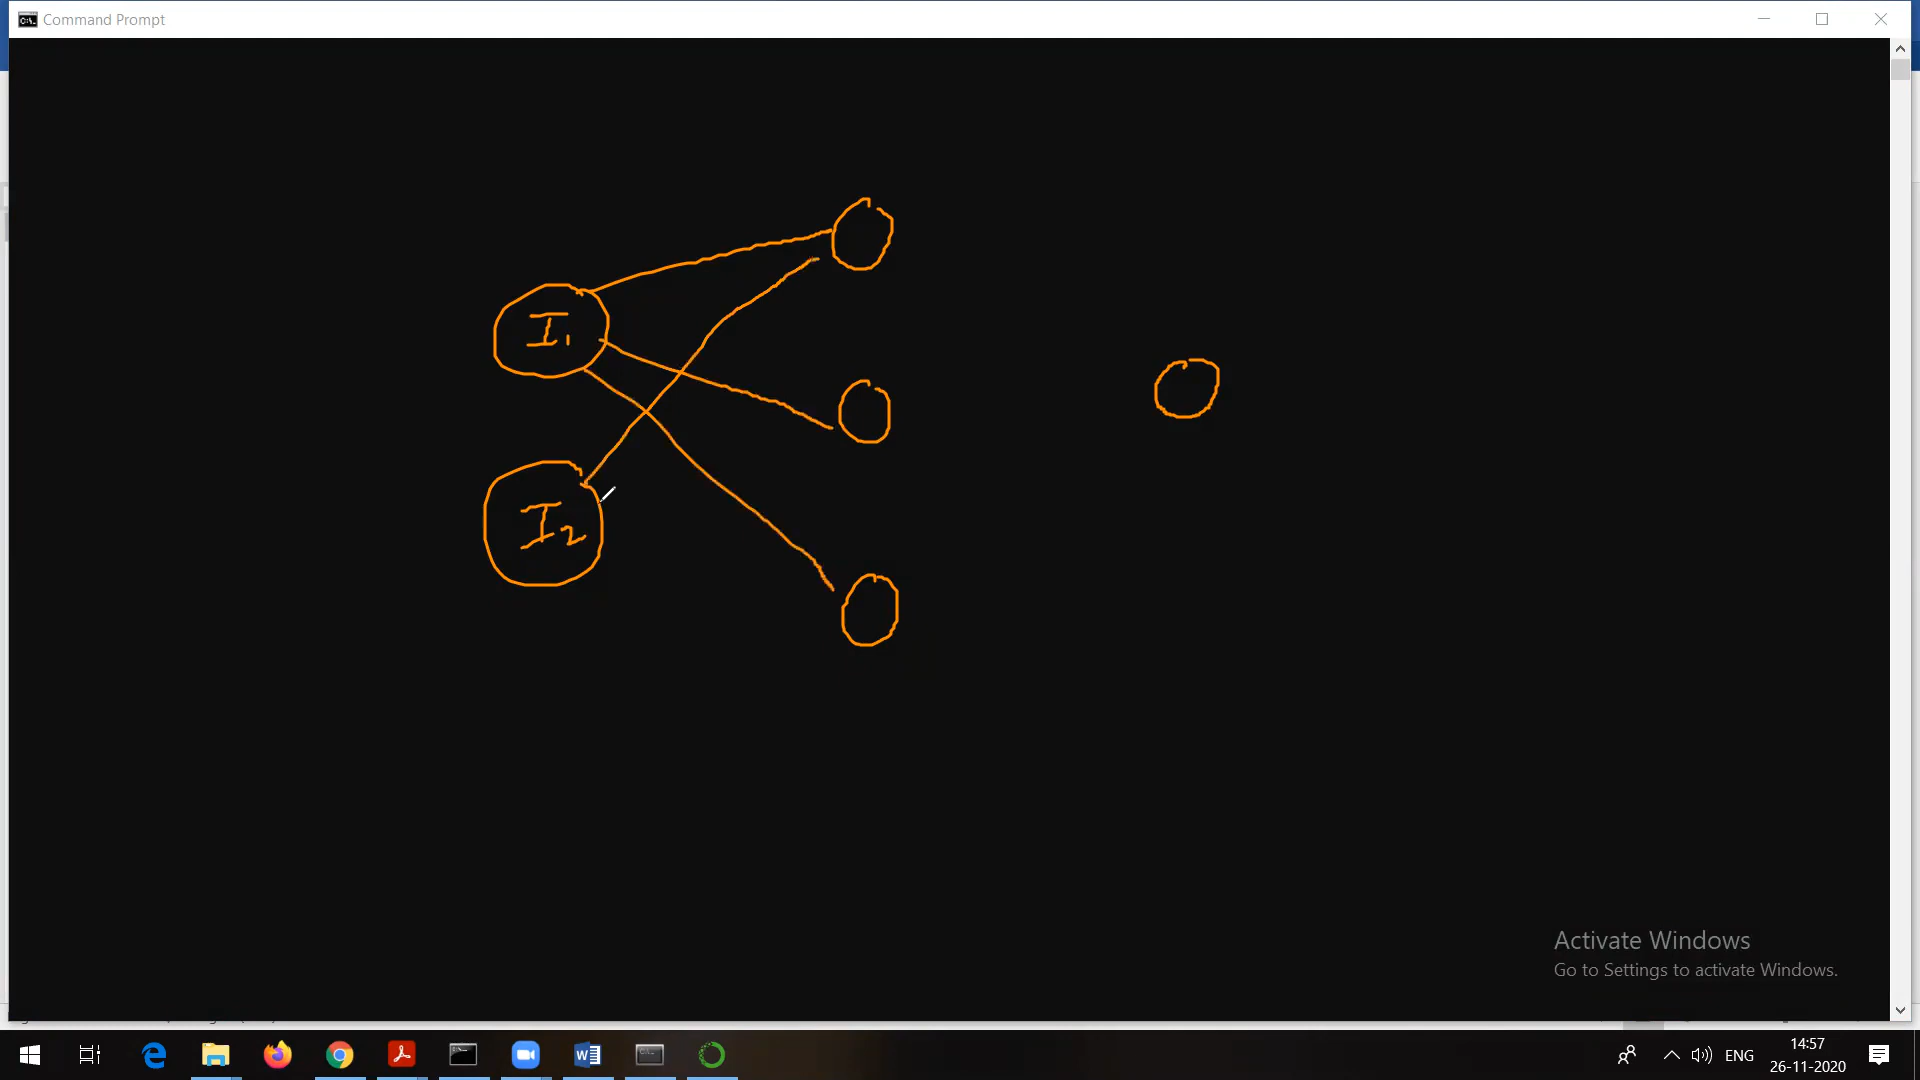 Command Prompt
I₁
I₂
Activate Windows
Go to Settings to activate Windows.
ENG
14:57
26-11-2020